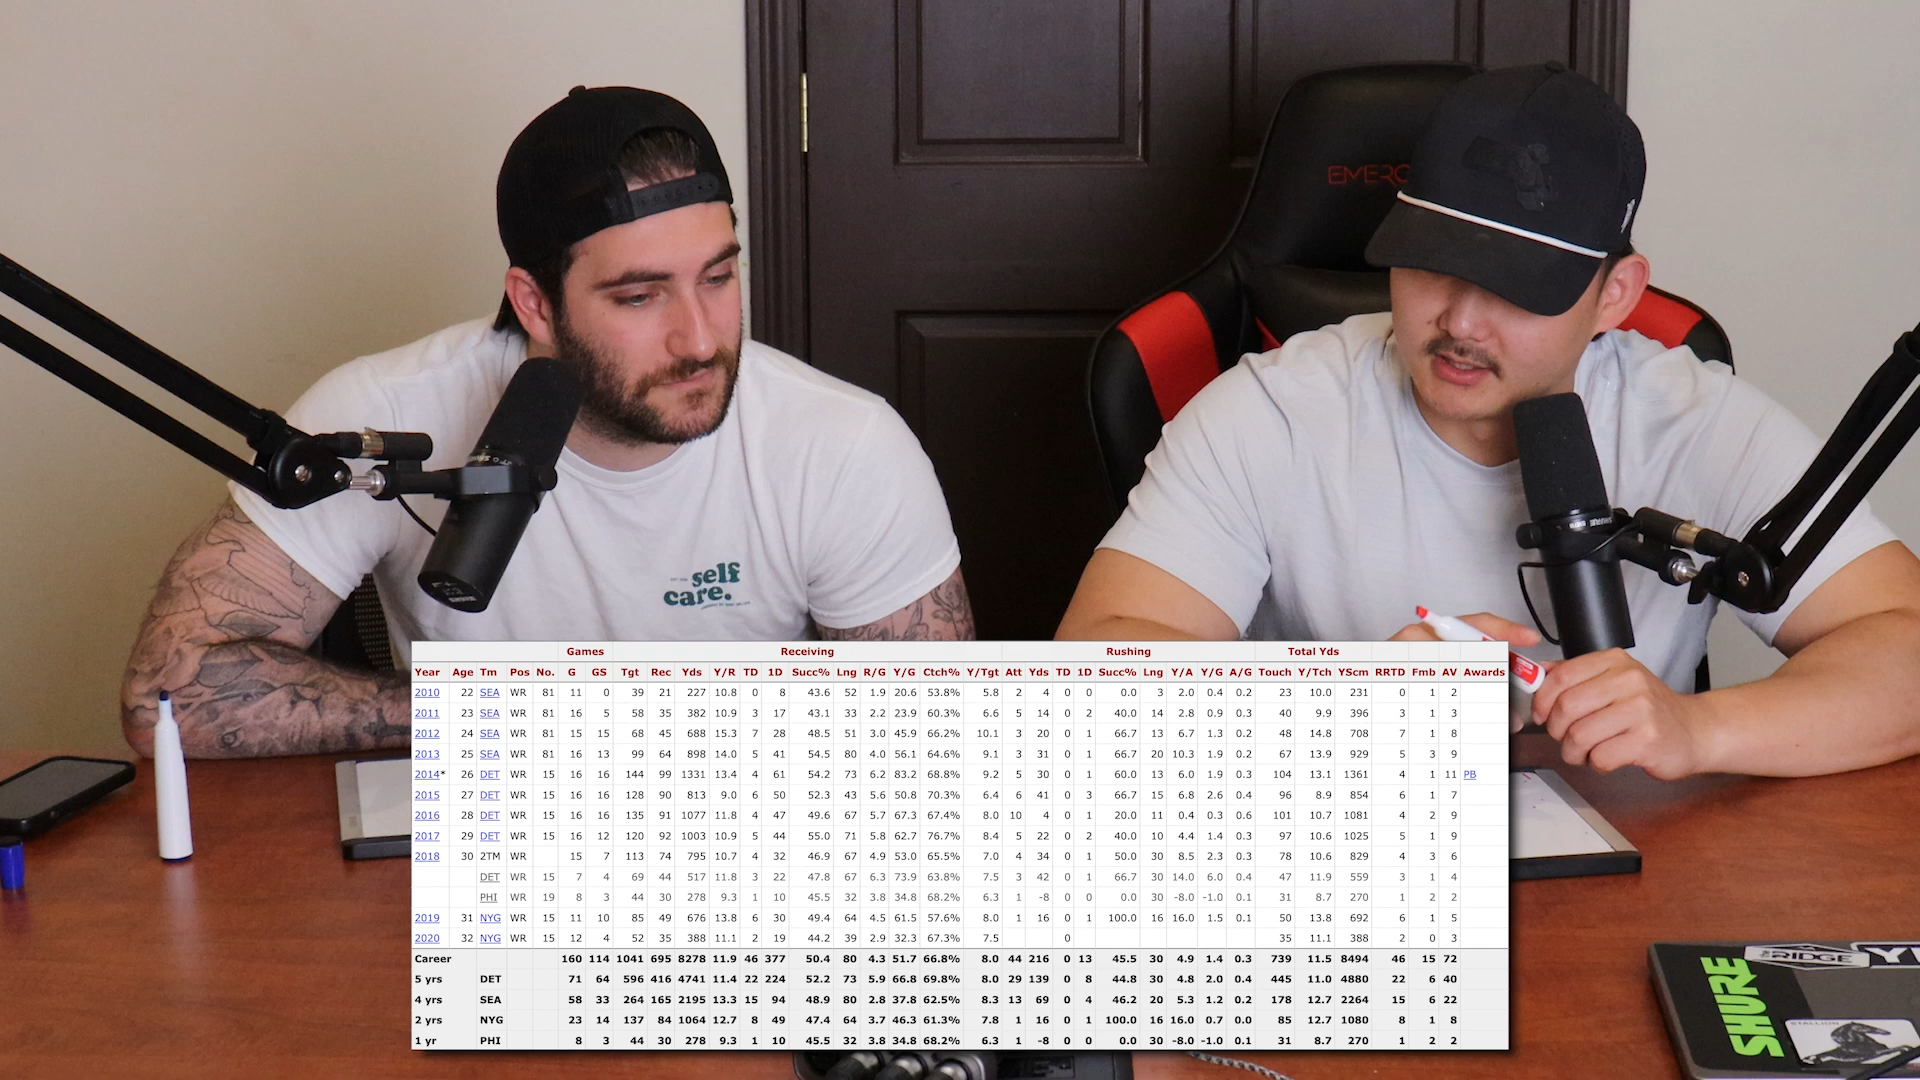 EMERG
SHURE
self
care.
Games Receiving Rushing Total Yds
Year Age Tm Pos No. G GS Tgt Rec Yds Y/R TD 1D Succ% Lng R/G Y/G Ctch% Y/Tgt Att Yds TD 1D Succ% Lng Y/A Y/G A/G Touch Y/Tch YScm RRTD Fmb AV Awards
2010 22 SEA WR 81 11 0 39 21 227 10.8 0 8 43.6 52 1.9 20.6 53.8% 5.8 2 4 0 0 0.0 3 2.0 0.4 0.2 23 10.0 231 0 1 2
2011 23 SEA WR 81 16 5 58 35 382 10.9 3 17 43.1 33 2.2 23.9 60.3% 6.6 5 14 0 2 40.0 14 2.8 0.9 0.3 40 9.9 396 3 1 3
2012 24 SEA WR 81 15 15 68 45 688 15.3 7 28 48.5 51 3.0 45.9 66.2% 10.1 3 20 0 1 66.7 13 6.7 1.3 0.2 48 14.8 708 7 1 8
2013 25 SEA WR 81 16 13 99 64 898 14.0 5 41 54.5 80 4.0 56.1 64.6% 9.1 3 31 0 1 66.7 20 10.3 1.9 0.2 67 13.9 929 5 3 9
2014* 26 DET WR 15 16 16 144 99 1331 13.4 4 61 54.2 73 6.2 83.2 68.8% 9.2 5 30 0 1 60.0 13 6.0 1.9 0.3 104 13.1 1361 4 1 11 PB
2015 27 DET WR 15 16 16 128 90 813 9.0 6 50 52.3 43 5.6 50.8 70.3% 6.4 6 41 0 3 66.7 15 6.8 2.6 0.4 96 8.9 854 6 1 7
2016 28 DET WR 15 16 16 135 91 1077 11.8 4 47 49.6 67 5.7 67.3 67.4% 8.0 10 4 0 1 20.0 11 0.4 0.3 0.6 101 10.7 1081 4 2 9
2017 29 DET WR 15 16 12 120 92 1003 10.9 5 44 55.0 71 5.8 62.7 76.7% 8.4 5 22 0 2 40.0 10 4.4 1.4 0.3 97 10.6 1025 5 1 9
2018 30 2TM WR 15 7 113 74 795 10.7 4 32 46.9 67 4.9 53.0 65.5% 7.0 4 34 0 1 50.0 30 8.5 2.3 0.3 78 10.6 829 4 3 6
DET WR 15 7 4 69 44 517 11.8 3 22 47.8 67 6.3 73.9 63.8% 7.5 3 42 0 1 66.7 30 14.0 6.0 0.4 47 11.9 559 3 1 4
PHI WR 19 8 3 44 30 278 9.3 1 10 45.5 32 3.8 34.8 68.2% 6.3 1 -8 0 0 0.0 30 -8.0 -1.0 0.1 31 8.7 270 1 2 2
2019 31 NYG WR 15 11 10 85 49 676 13.8 6 30 49.4 64 4.5 61.5 57.6% 8.0 1 16 0 1 100.0 16 16.0 1.5 0.1 50 13.8 692 6 1 5
2020 32 NYG WR 15 12 4 52 35 388 11.1 2 19 44.2 39 2.9 32.3 67.3% 7.5 0 35 11.1 388 2 0 3
Career 160 114 1041 695 8278 11.9 46 377 50.4 80 4.3 51.7 66.8% 8.0 44 216 0 13 45.5 30 4.9 1.4 0.3 739 11.5 8494 46 15 72
5 yrs DET 71 64 596 416 4741 11.4 22 224 52.2 73 5.9 66.8 69.8% 8.0 29 139 0 8 44.8 30 4.8 2.0 0.4 445 11.0 4880 22 6 40
4 yrs SEA 58 33 264 165 2195 13.3 15 94 48.9 80 2.8 37.8 62.5% 8.3 13 69 0 4 46.2 20 5.3 1.2 0.2 178 12.7 2264 15 6 22
2 yrs NYG 23 14 137 84 1064 12.7 8 49 47.4 64 3.7 46.3 61.3% 7.8 1 16 0 1 100.0 16 16.0 0.7 0.0 85 12.7 1080 8 1 8
1 yr PHI 8 3 44 30 278 9.3 1 10 45.5 32 3.8 34.8 68.2% 6.3 1 -8 0 0 0.0 30 -8.0 -1.0 0.1 31 8.7 270 1 2 2
SHURE
RIDGE
STALLION